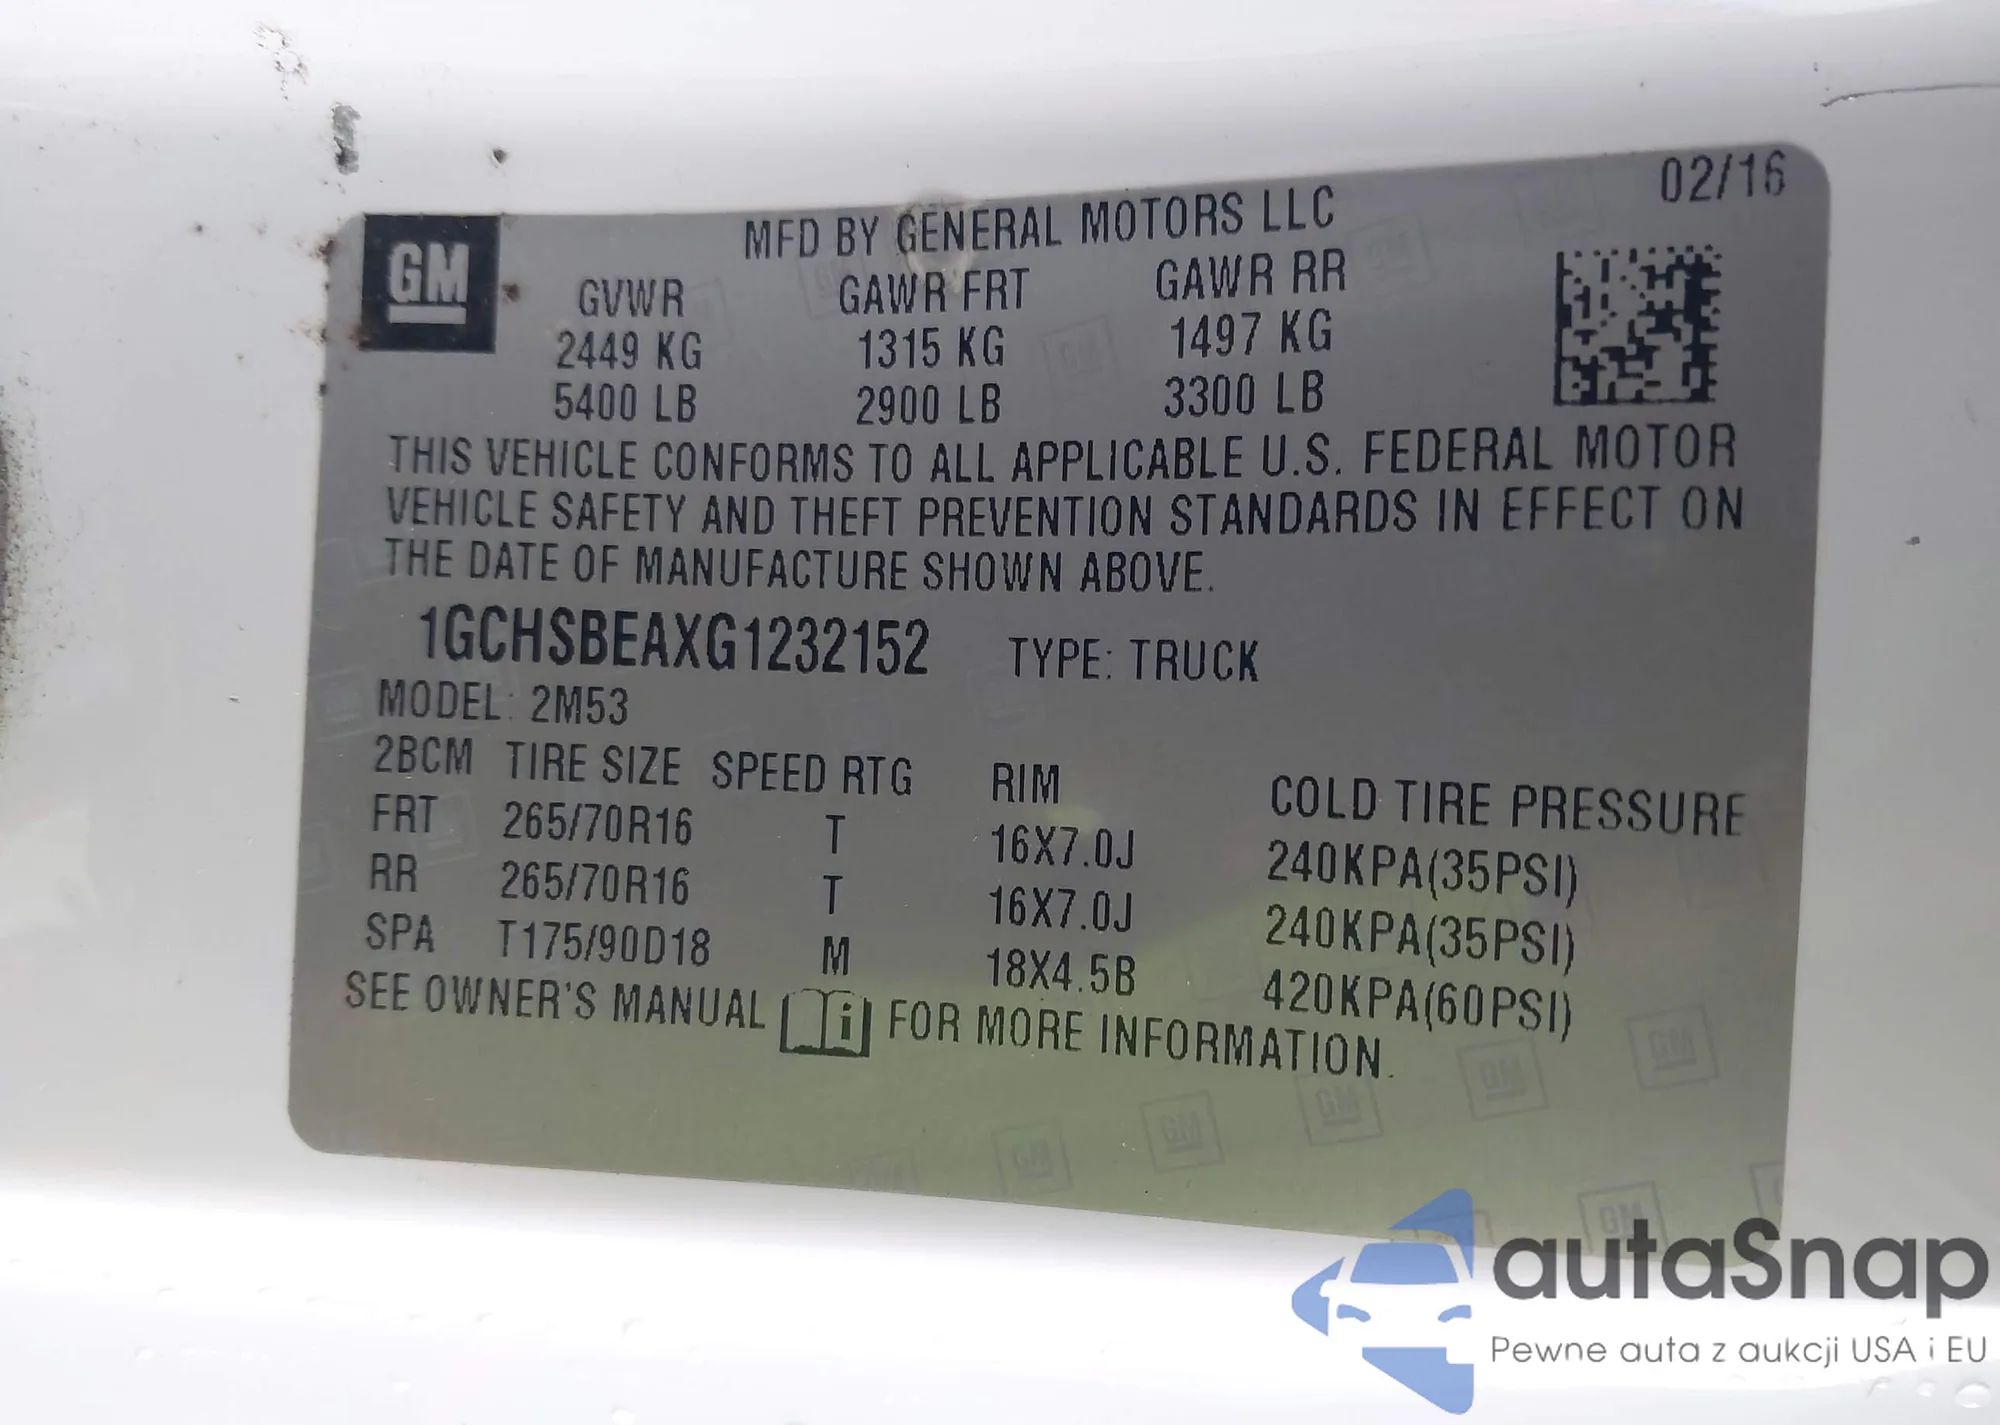 02/16
GM
MFD BY GENERAL MOTORS LLC
GVWR GAWR FRT GAWR RR
2449 KG 1315 KG 1497 KG
5400 LB 2900 LB 3300 LB
THIS VEHICLE CONFORMS TO ALL APPLICABLE U.S. FEDERAL MOTOR
VEHICLE SAFETY AND THEFT PREVENTION STANDARDS IN EFFECT ON
THE DATE OF MANUFACTURE SHOWN ABOVE.
1GCHSBEAXG1232152 TYPE: TRUCK
MODEL: 2M53
2BCM TIRE SIZE SPEED RTG RIM COLD TIRE PRESSURE
FRT 265/70R16 T 16X7.0J 240KPA(35PSI)
RR 265/70R16 T 16X7.0J 240KPA(35PSI)
SPA T175/90D18 M 18X4.5B 420KPA(60PSI)
SEE OWNER'S MANUAL i FOR MORE INFORMATION.
autaSnap
Pewne auta z aukcji USA i EU